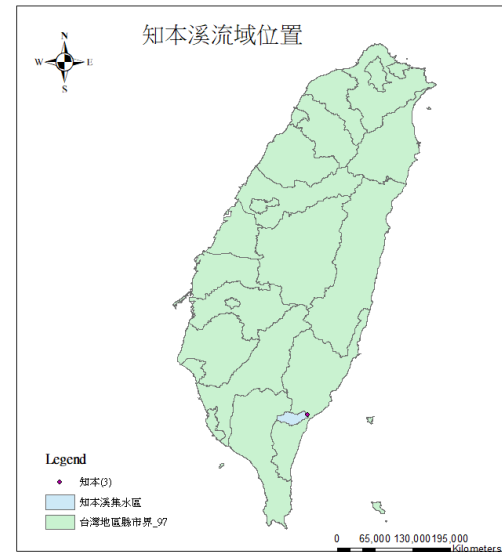 知本溪流域位置
N
W E
S
Legend
知本(3)
知本溪集水區
台灣地區縣市界_97
0 65,000 130,000 195,000
Kilometers